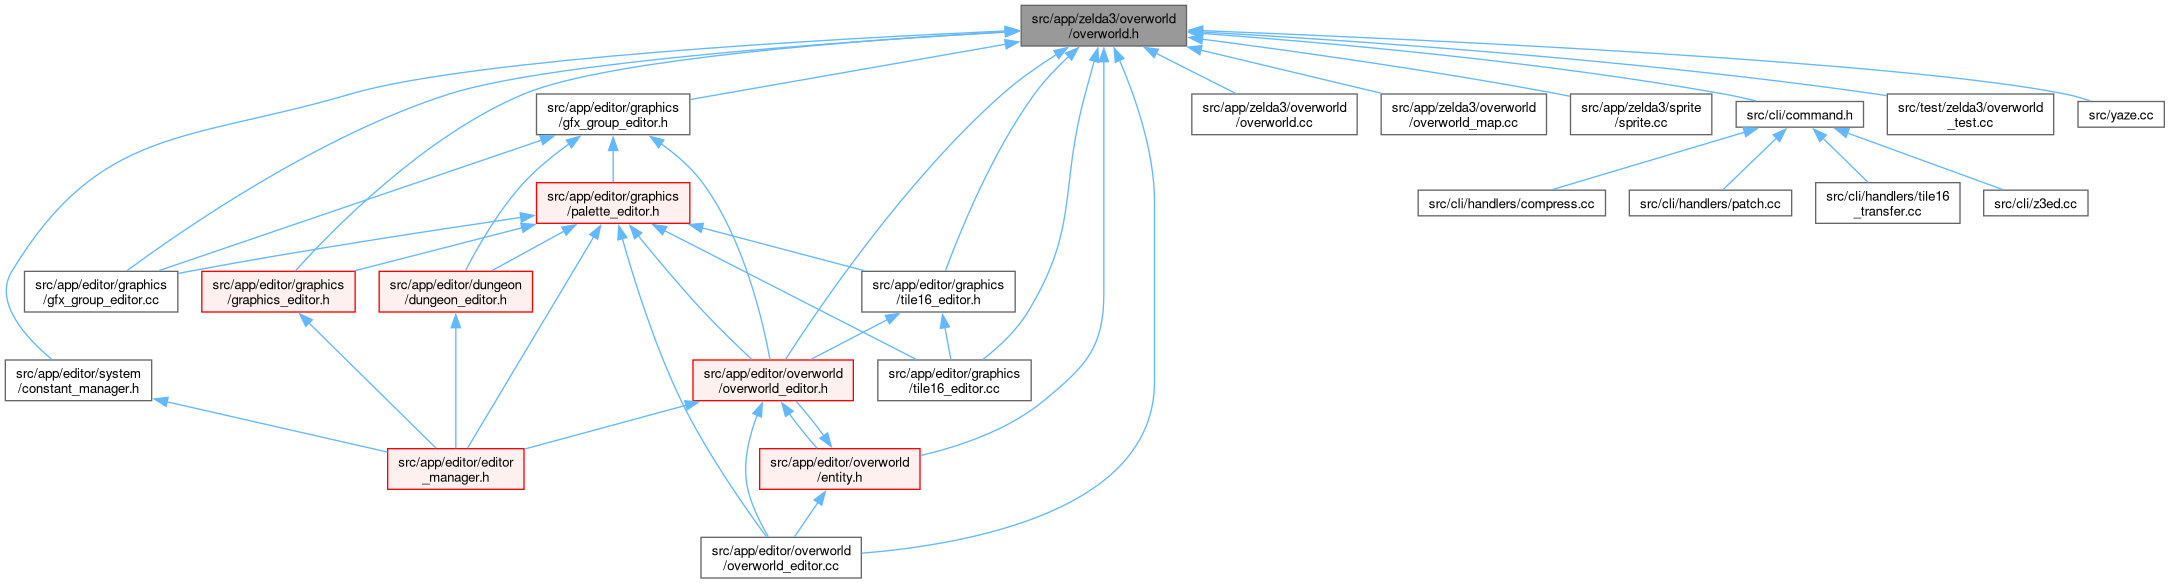 src/app/zelda3/overworld
/overworld.h
src/app/editor/graphics
/gfx_group_editor.h
src/app/zelda3/overworld
/overworld.cc
src/app/zelda3/overworld
/overworld_map.cc
src/app/zelda3/sprite
/sprite.cc
src/cli/command.h
src/test/zelda3/overworld
_test.cc
src/yaze.cc
src/app/editor/graphics
/palette_editor.h
src/cli/handlers/compress.cc
src/cli/handlers/patch.cc
src/cli/handlers/tile16
_transfer.cc
src/cli/z3ed.cc
src/app/editor/graphics
/gfx_group_editor.cc
src/app/editor/graphics
/graphics_editor.h
src/app/editor/dungeon
/dungeon_editor.h
src/app/editor/graphics
/tile16_editor.h
src/app/editor/system
/constant_manager.h
src/app/editor/overworld
/overworld_editor.h
src/app/editor/graphics
/tile16_editor.cc
src/app/editor/editor
_manager.h
src/app/editor/overworld
/entity.h
src/app/editor/overworld
/overworld_editor.cc